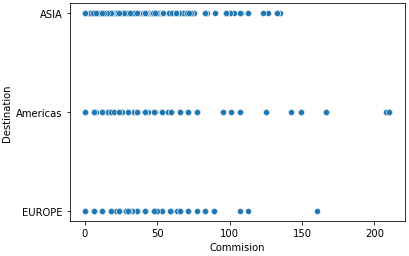 ASIA
Americas
EUROPE
Destination
0 50 100 150 200
Commision